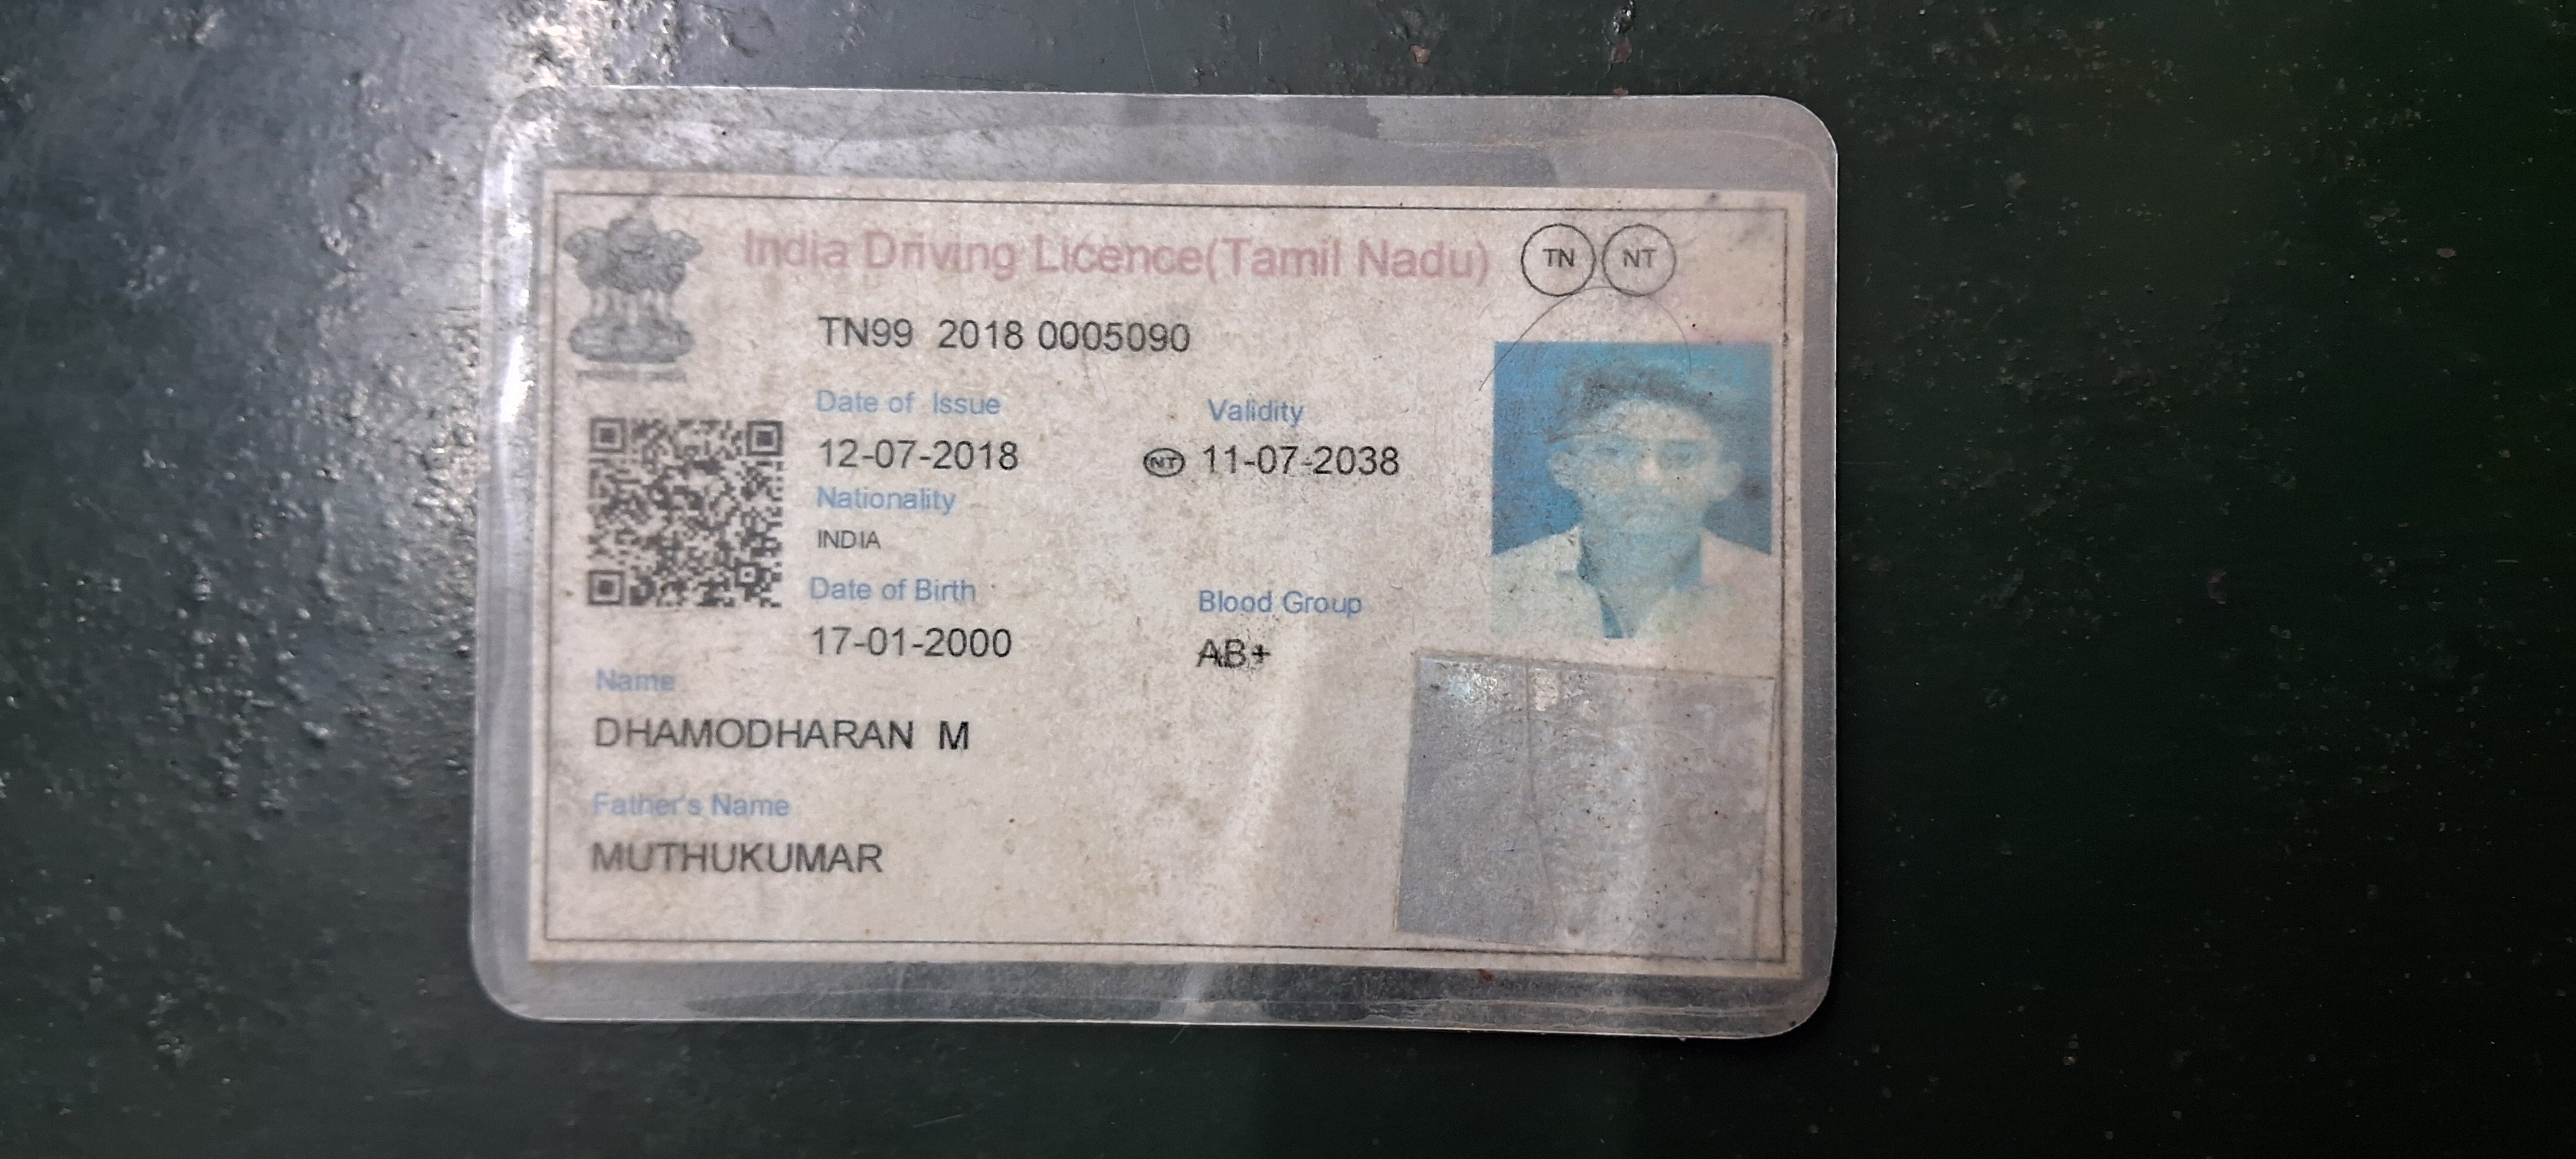 India Driving Licence(Tamil Nadu) TN NT
TN99 2018 0005090
Date of Issue Validity
12-07-2018 NT 11-07-2038
Nationality
INDIA
Date of Birth Blood Group
17-01-2000 AB+
Name
DHAMODHARAN M
Father's Name
MUTHUKUMAR